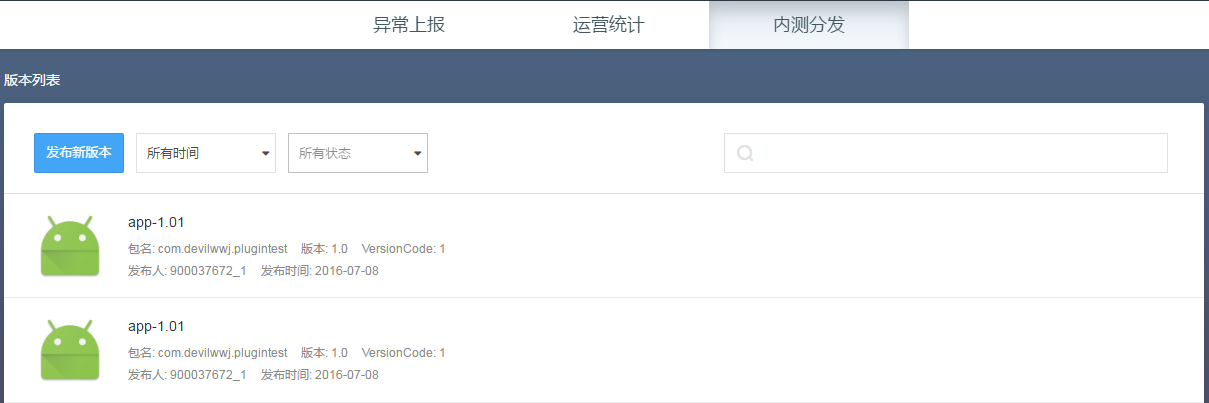 异常上报 运营统计 内测分发
版本列表
发布新版本 所有时间 所有状态
app-1.01
包名: com.devilwwj.plugintest 版本: 1.0 VersionCode: 1
发布人: 900037672_1 发布时间: 2016-07-08
app-1.01
包名: com.devilwwj.plugintest 版本: 1.0 VersionCode: 1
发布人: 900037672_1 发布时间: 2016-07-08